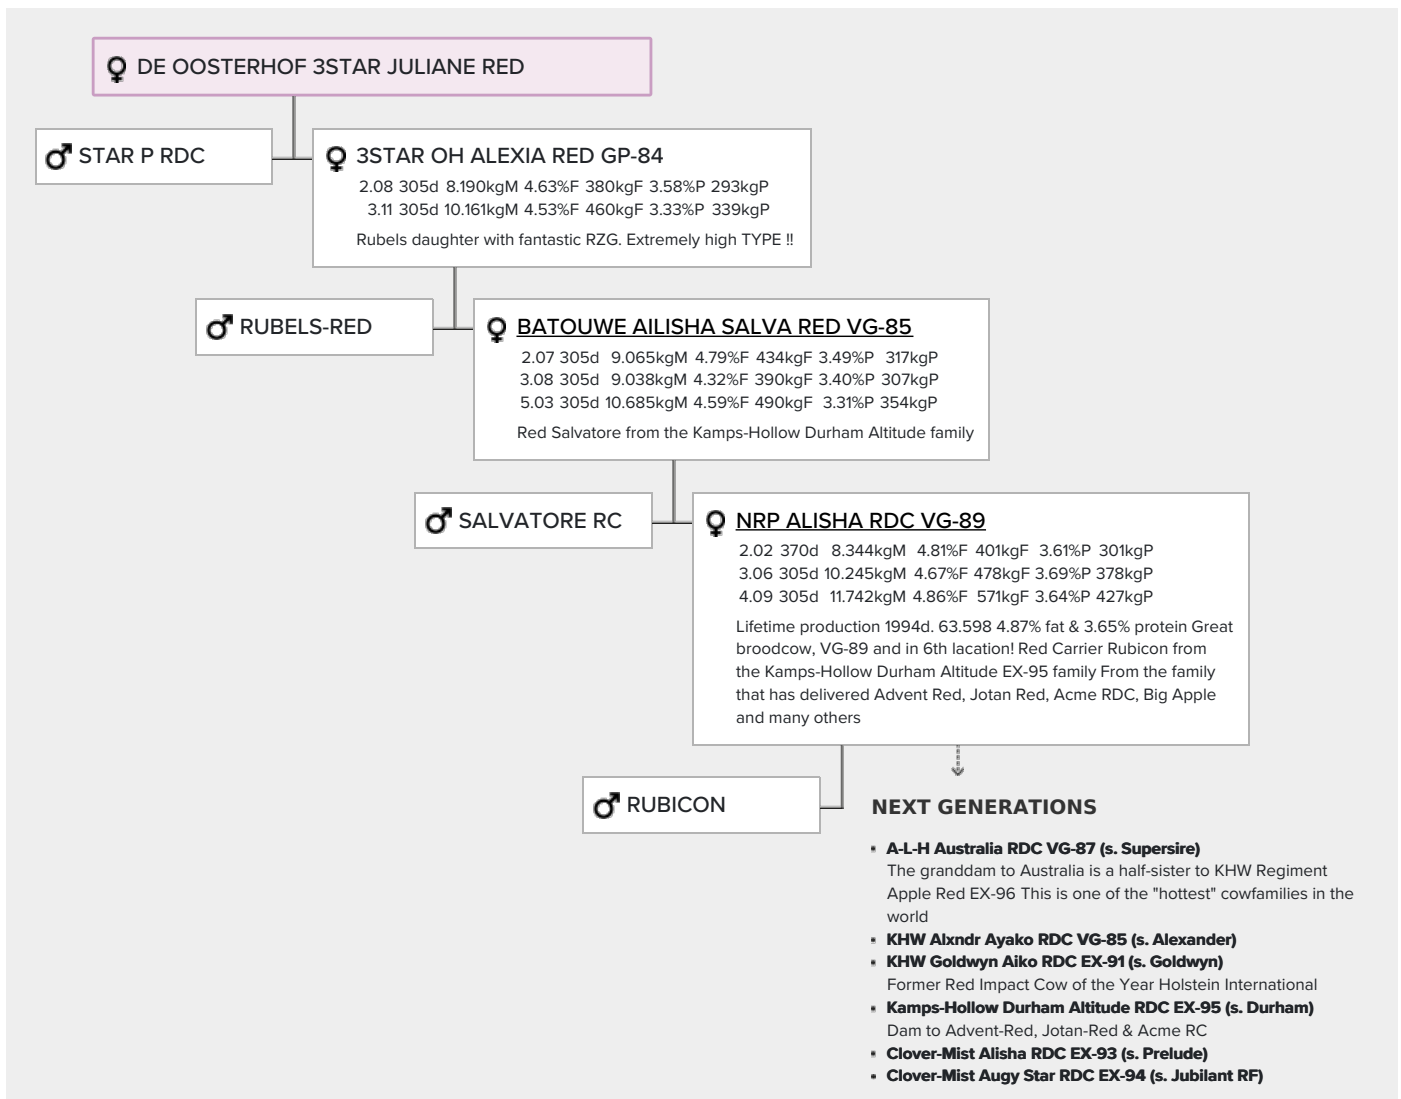 DE OOSTERHOF 3STAR JULIANE RED
STAR P RDC
3STAR OH ALEXIA RED GP-84
2.08 305d 8.190kgM 4.63%F 380kgF 3.58%P 293kgP
3.11 305d 10.161kgM 4.53%F 460kgF 3.33%P 339kgP
Rubels daughter with fantastic RZG. Extremely high TYPE !!
RUBELS-RED
BATOUWE AILISHA SALVA RED VG-85
2.07 305d 9.065kgM 4.79%F 434kgF 3.49%P 317kgP
3.08 305d 9.038kgM 4.32%F 390kgF 3.40%P 307kgP
5.03 305d 10.685kgM 4.59%F 490kgF 3.31%P 354kgP
Red Salvatore from the Kamps-Hollow Durham Altitude family
SALVATORE RC
NRP ALISHA RDC VG-89
2.02 370d 8.344kgM 4.81%F 401kgF 3.61%P 301kgP
3.06 305d 10.245kgM 4.67%F 478kgF 3.69%P 378kgP
4.09 305d 11.742kgM 4.86%F 571kgF 3.64%P 427kgP
Lifetime production 1994d. 63.598 4.87% fat & 3.65% protein Great
broodcow, VG-89 and in 6th lacation! Red Carrier Rubicon from
the Kamps-Hollow Durham Altitude EX-95 family From the family
that has delivered Advent Red, Jotan Red, Acme RDC, Big Apple
and many others
RUBICON
NEXT GENERATIONS
A-L-H Australia RDC VG-87 (s. Supersire)
The granddam to Australia is a half-sister to KHW Regiment
Apple Red EX-96 This is one of the "hottest" cowfamilies in the
world
KHW Alxndr Ayako RDC VG-85 (s. Alexander)
KHW Goldwyn Aiko RDC EX-91 (s. Goldwyn)
Former Red Impact Cow of the Year Holstein International
Kamps-Hollow Durham Altitude RDC EX-95 (s. Durham)
Dam to Advent-Red, Jotan-Red & Acme RC
Clover-Mist Alisha RDC EX-93 (s. Prelude)
Clover-Mist Augy Star RDC EX-94 (s. Jubilant RF)